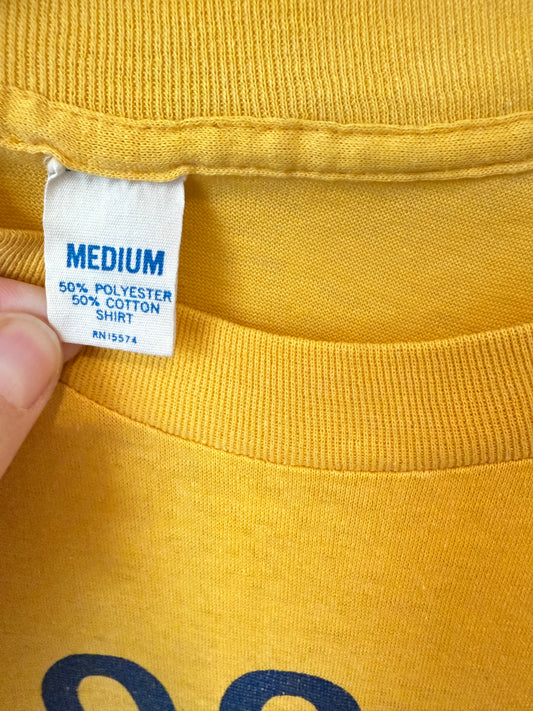 MEDIUM
50% POLYESTER
50% COTTON
SHIRT
RN15574